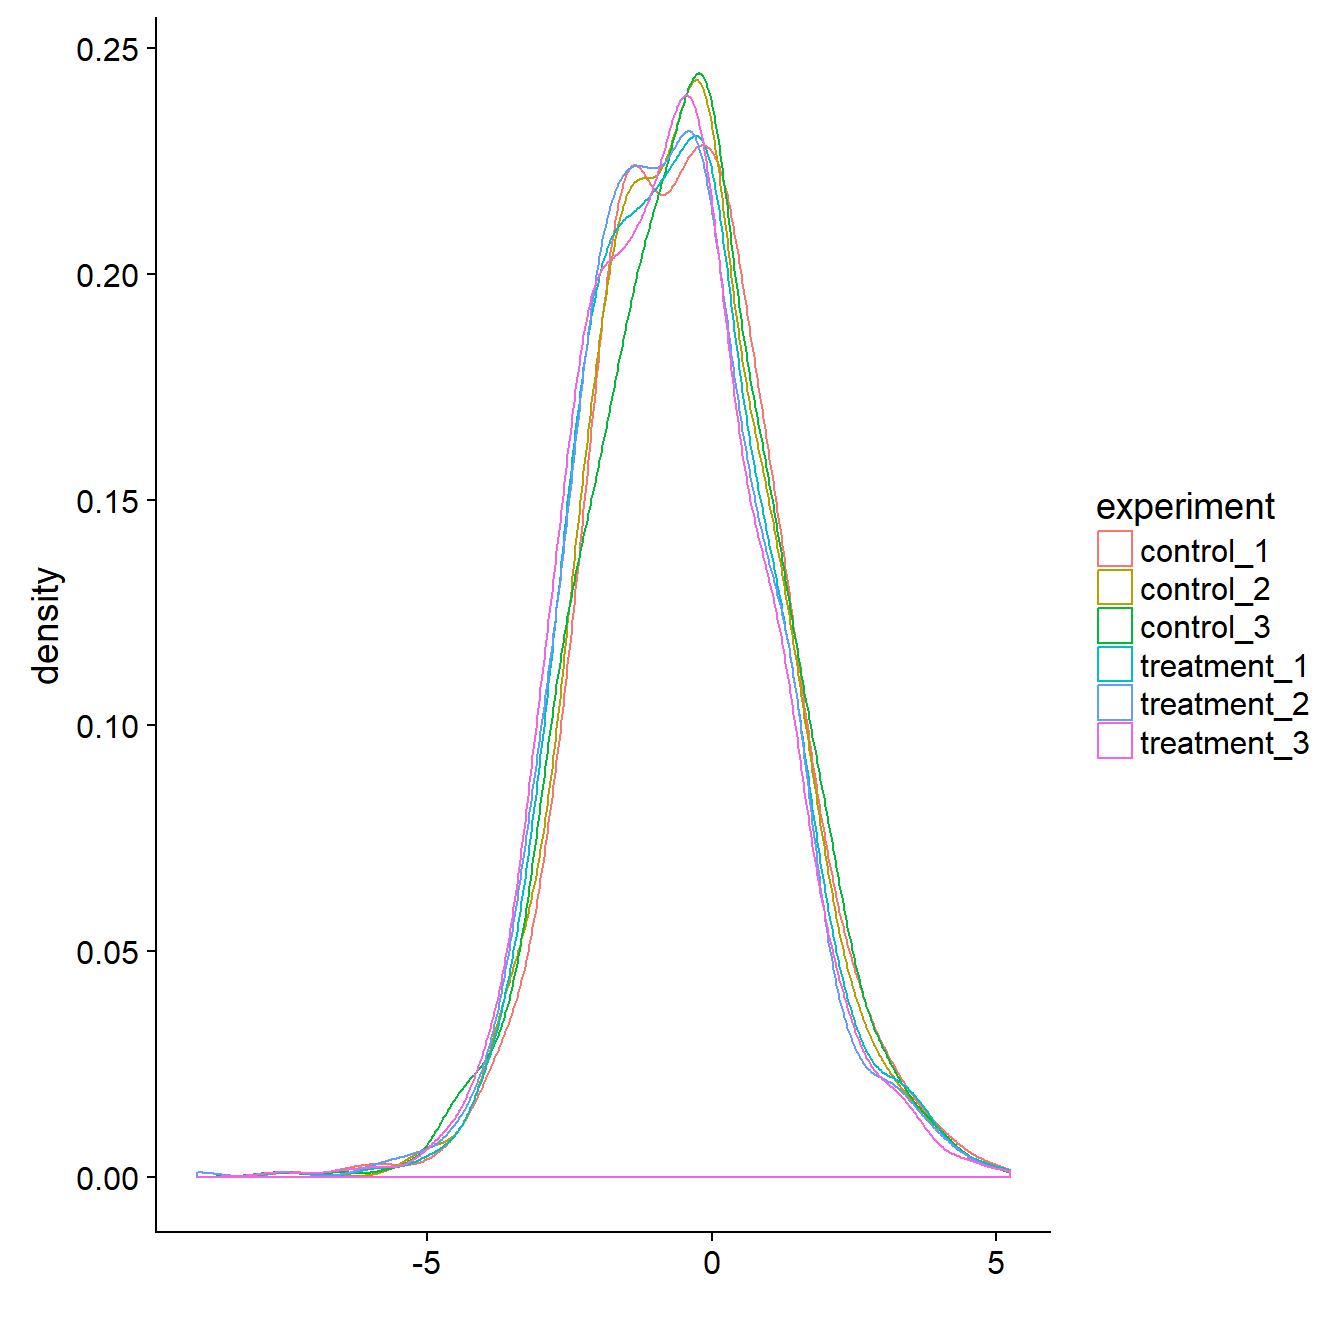 0.25
0.20
0.15
0.10
0.05
0.00
density
-5
0
5
experiment
control_1
control_2
control_3
treatment_1
treatment_2
treatment_3